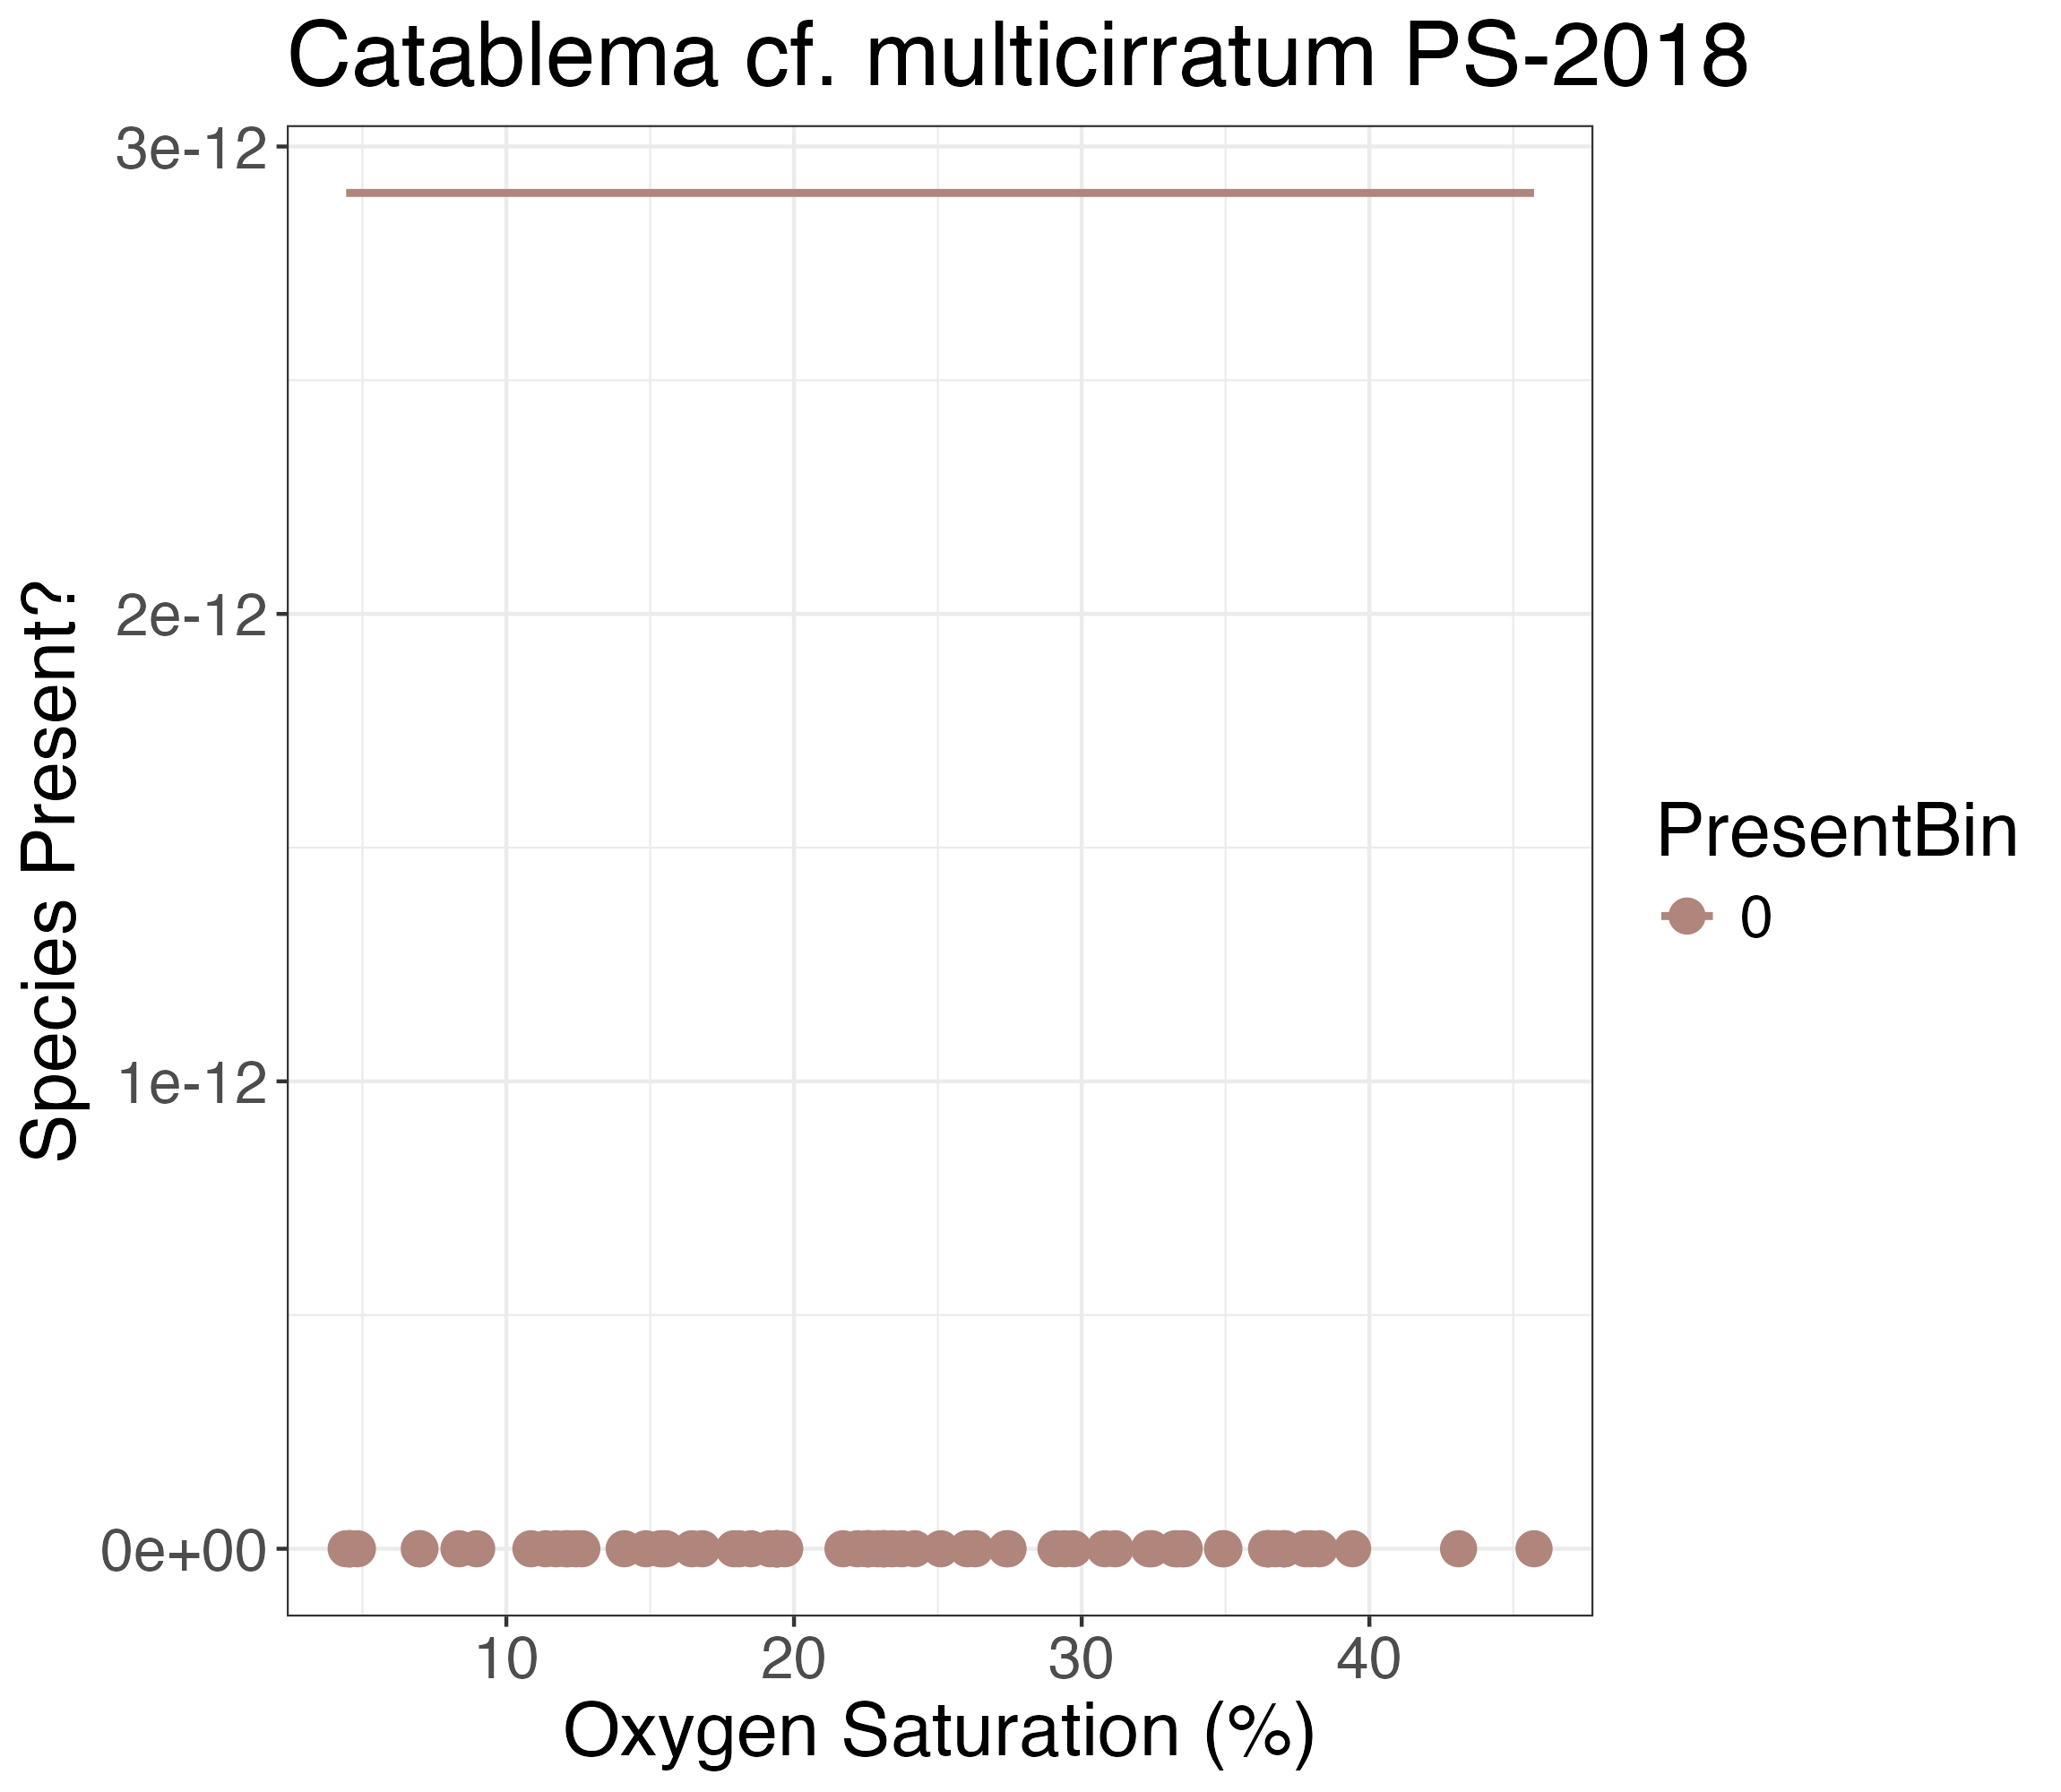 Catablema cf. multicirratum PS-2018
3e-12
2e-12
1e-12
0e+00
Species Present?
10 20 30 40
Oxygen Saturation (%)
PresentBin
0